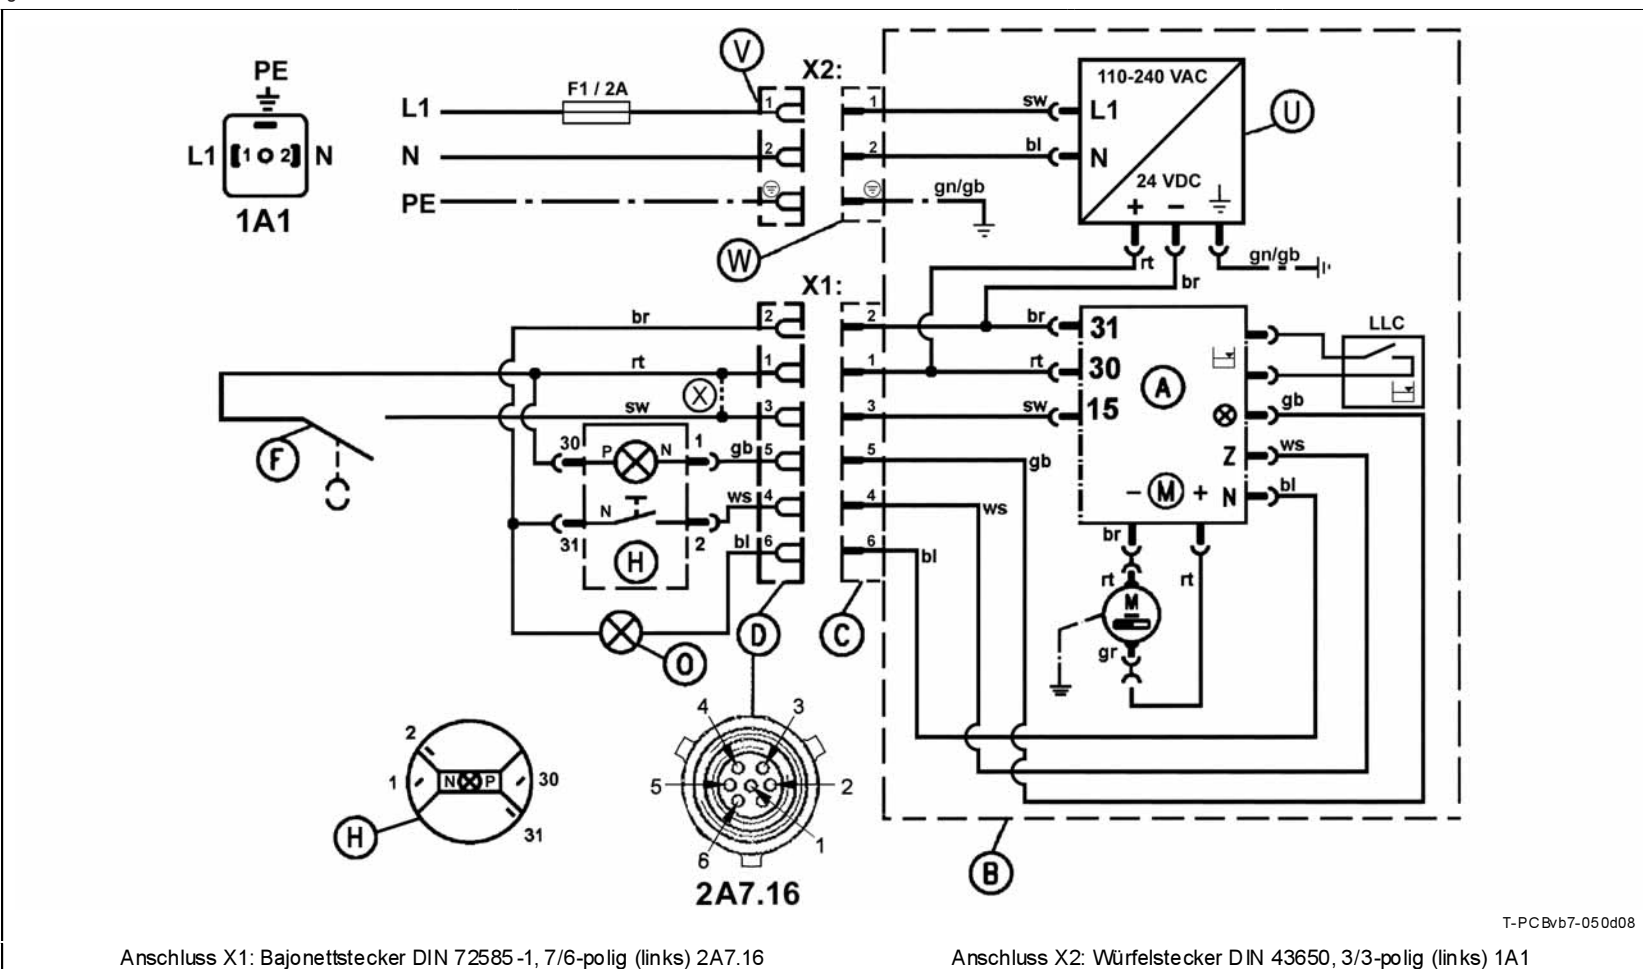 PE
L1 1 2 N
1A1
L1 F1 / 2A V 1 X2: 1 sw L1 110-240 VAC U
N 2 2 bl N
24 VDC
PE gn/gb + −
W rt br gn/gb
X1:
br 2 2 br 31 LLC
rt 1 1 rt 30 A
X
sw 3 3 sw 15 gb
F 30 P N 1 gb 5 5 gb Z ws
N ws 4 4 ws − M + N bl
31 H 2 bl 6 6 bl br
rt M rt
O D C gr
2 1 N P 30 31 H
4 3 5 2 6 1
2A7.16
B
T-PCBvb7-050d08
Anschluss X1: Bajonettstecker DIN 72585-1, 7/6-polig (links) 2A7.16
Anschluss X2: Würfelstecker DIN 43650, 3/3-polig (links) 1A1